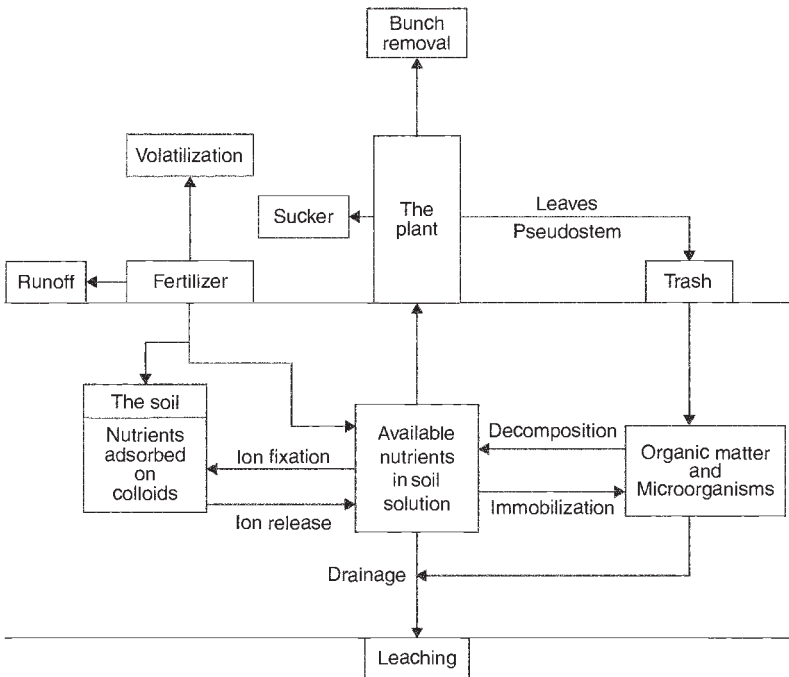 Bunch
removal
Volatilization
Sucker
The
plant
Leaves
Pseudostem
Runoff
Fertilizer
Trash
The soil
Nutrients
adsorbed
on
colloids
Ion fixation
Ion release
Available
nutrients
in soil
solution
Decomposition
Immobilization
Organic matter
and
Microorganisms
Drainage
Leaching